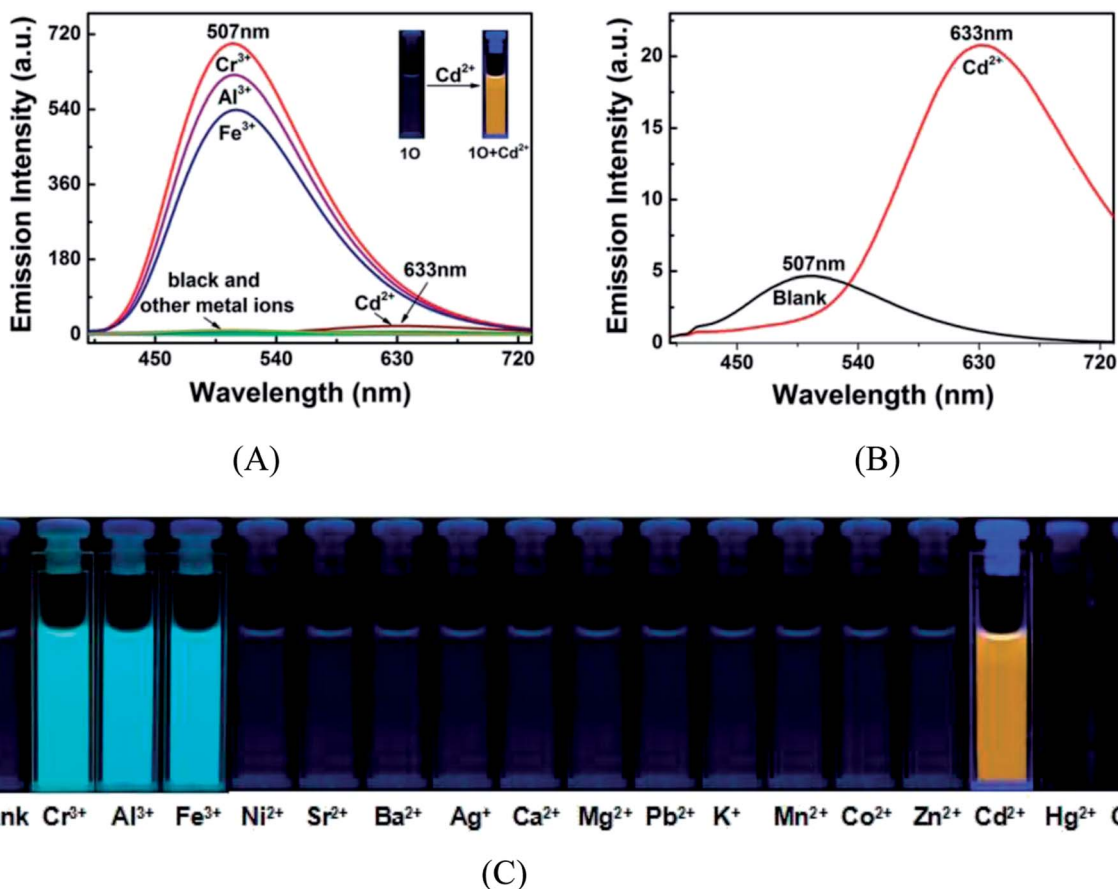 720
540
360
180
0
450
540
630
720
Emission Intensity (a.u.)
Wavelength (nm)
507nm
Cr³⁺
Al³⁺
Fe³⁺
Cd²⁺
1O
1O+Cd²⁺
black and
other metal ions
Cd²⁺
633nm
(A)
20
15
10
5
0
450
540
630
720
Emission Intensity (a.u.)
Wavelength (nm)
633nm
Cd²⁺
507nm
Blank
(B)
nk Cr³⁺ Al³⁺ Fe³⁺ Ni²⁺ Sr²⁺ Ba²⁺ Ag⁺ Ca²⁺ Mg²⁺ Pb²⁺ K⁺ Mn²⁺ Co²⁺ Zn²⁺ Cd²⁺ Hg²⁺
(C)